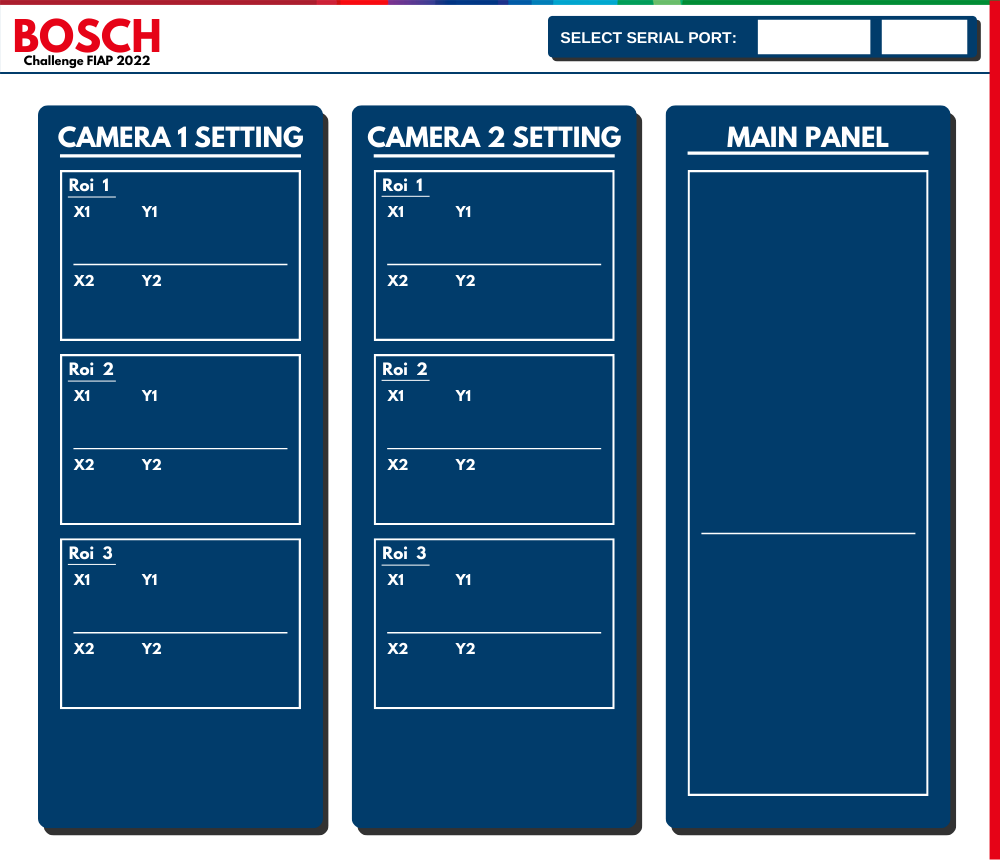 BOSCH
Challenge FIAP 2022
SELECT SERIAL PORT:
CAMERA 1 SETTING
Roi 1
X1 Y1
X2 Y2
Roi 2
X1 Y1
X2 Y2
Roi 3
X1 Y1
X2 Y2
CAMERA 2 SETTING
Roi 1
X1 Y1
X2 Y2
Roi 2
X1 Y1
X2 Y2
Roi 3
X1 Y1
X2 Y2
MAIN PANEL